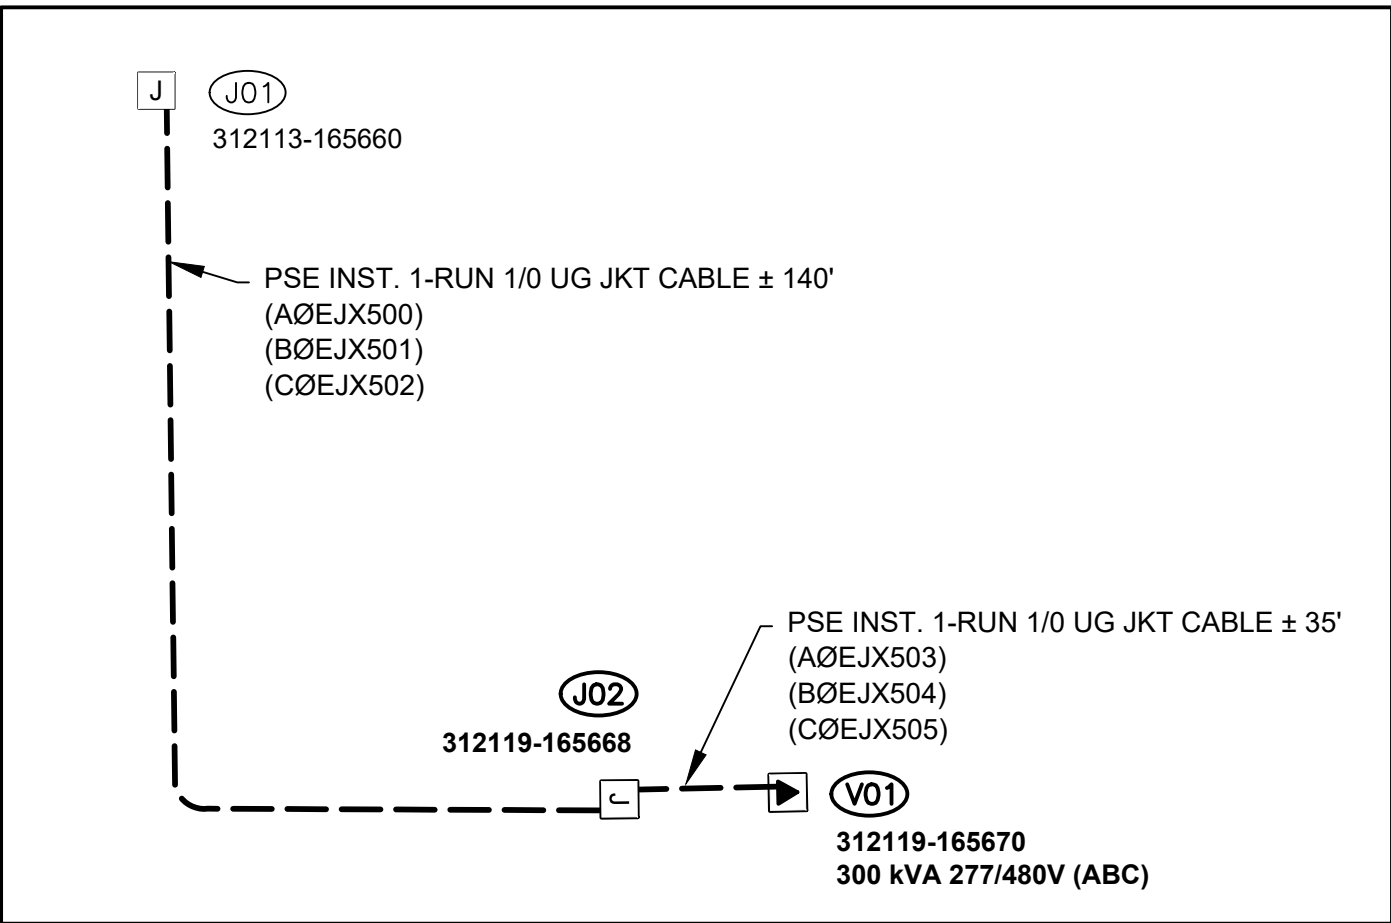 J
J01
312113-165660
PSE INST. 1-RUN 1/0 UG JKT CABLE ± 140'
(AØEJX500)
(BØEJX501)
(CØEJX502)
PSE INST. 1-RUN 1/0 UG JKT CABLE ± 35'
(AØEJX503)
(BØEJX504)
(CØEJX505)
J02
312119-165668
J
V01
312119-165670
300 kVA 277/480V (ABC)